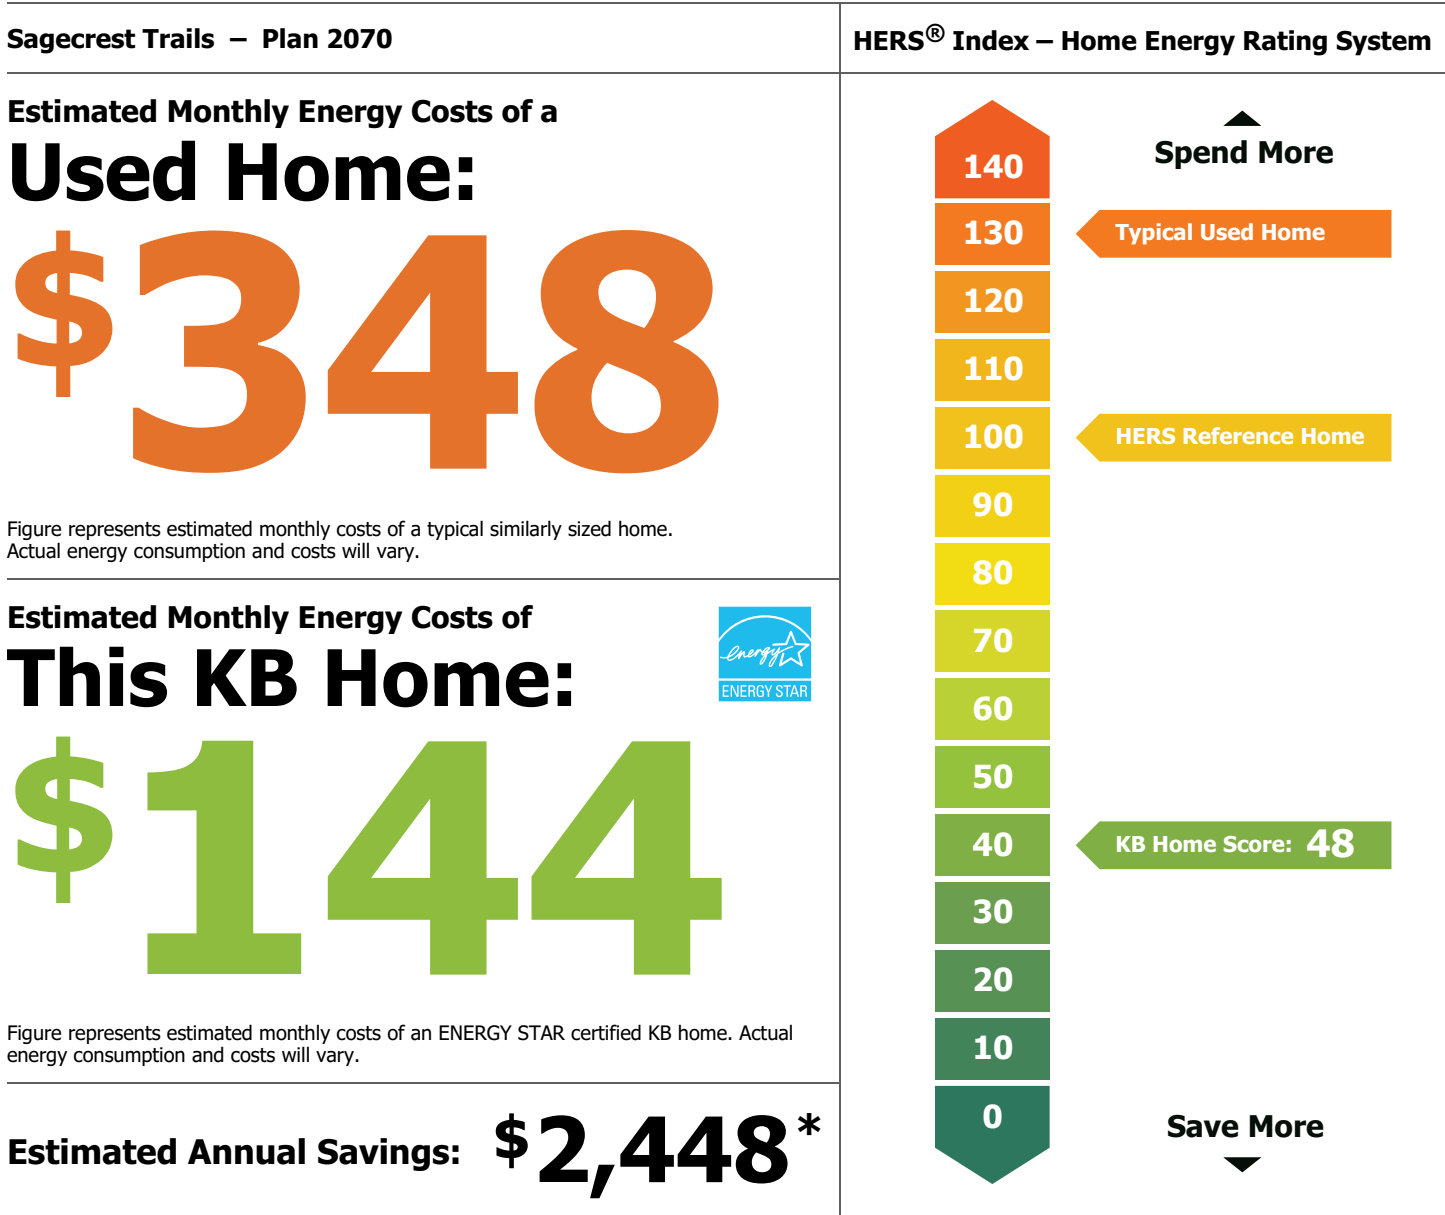 Sagecrest Trails – Plan 2070
Estimated Monthly Energy Costs of a
Used Home:
$348
Figure represents estimated monthly costs of a typical similarly sized home.
Actual energy consumption and costs will vary.
Estimated Monthly Energy Costs of
This KB Home:
energy
ENERGY STAR
$144
Figure represents estimated monthly costs of an ENERGY STAR certified KB home. Actual
energy consumption and costs will vary.
Estimated Annual Savings: $2,448*
HERS® Index – Home Energy Rating System
Spend More
140
130 Typical Used Home
120
110
100 HERS Reference Home
90
80
70
60
50
40 KB Home Score: 48
30
20
10
0
Save More